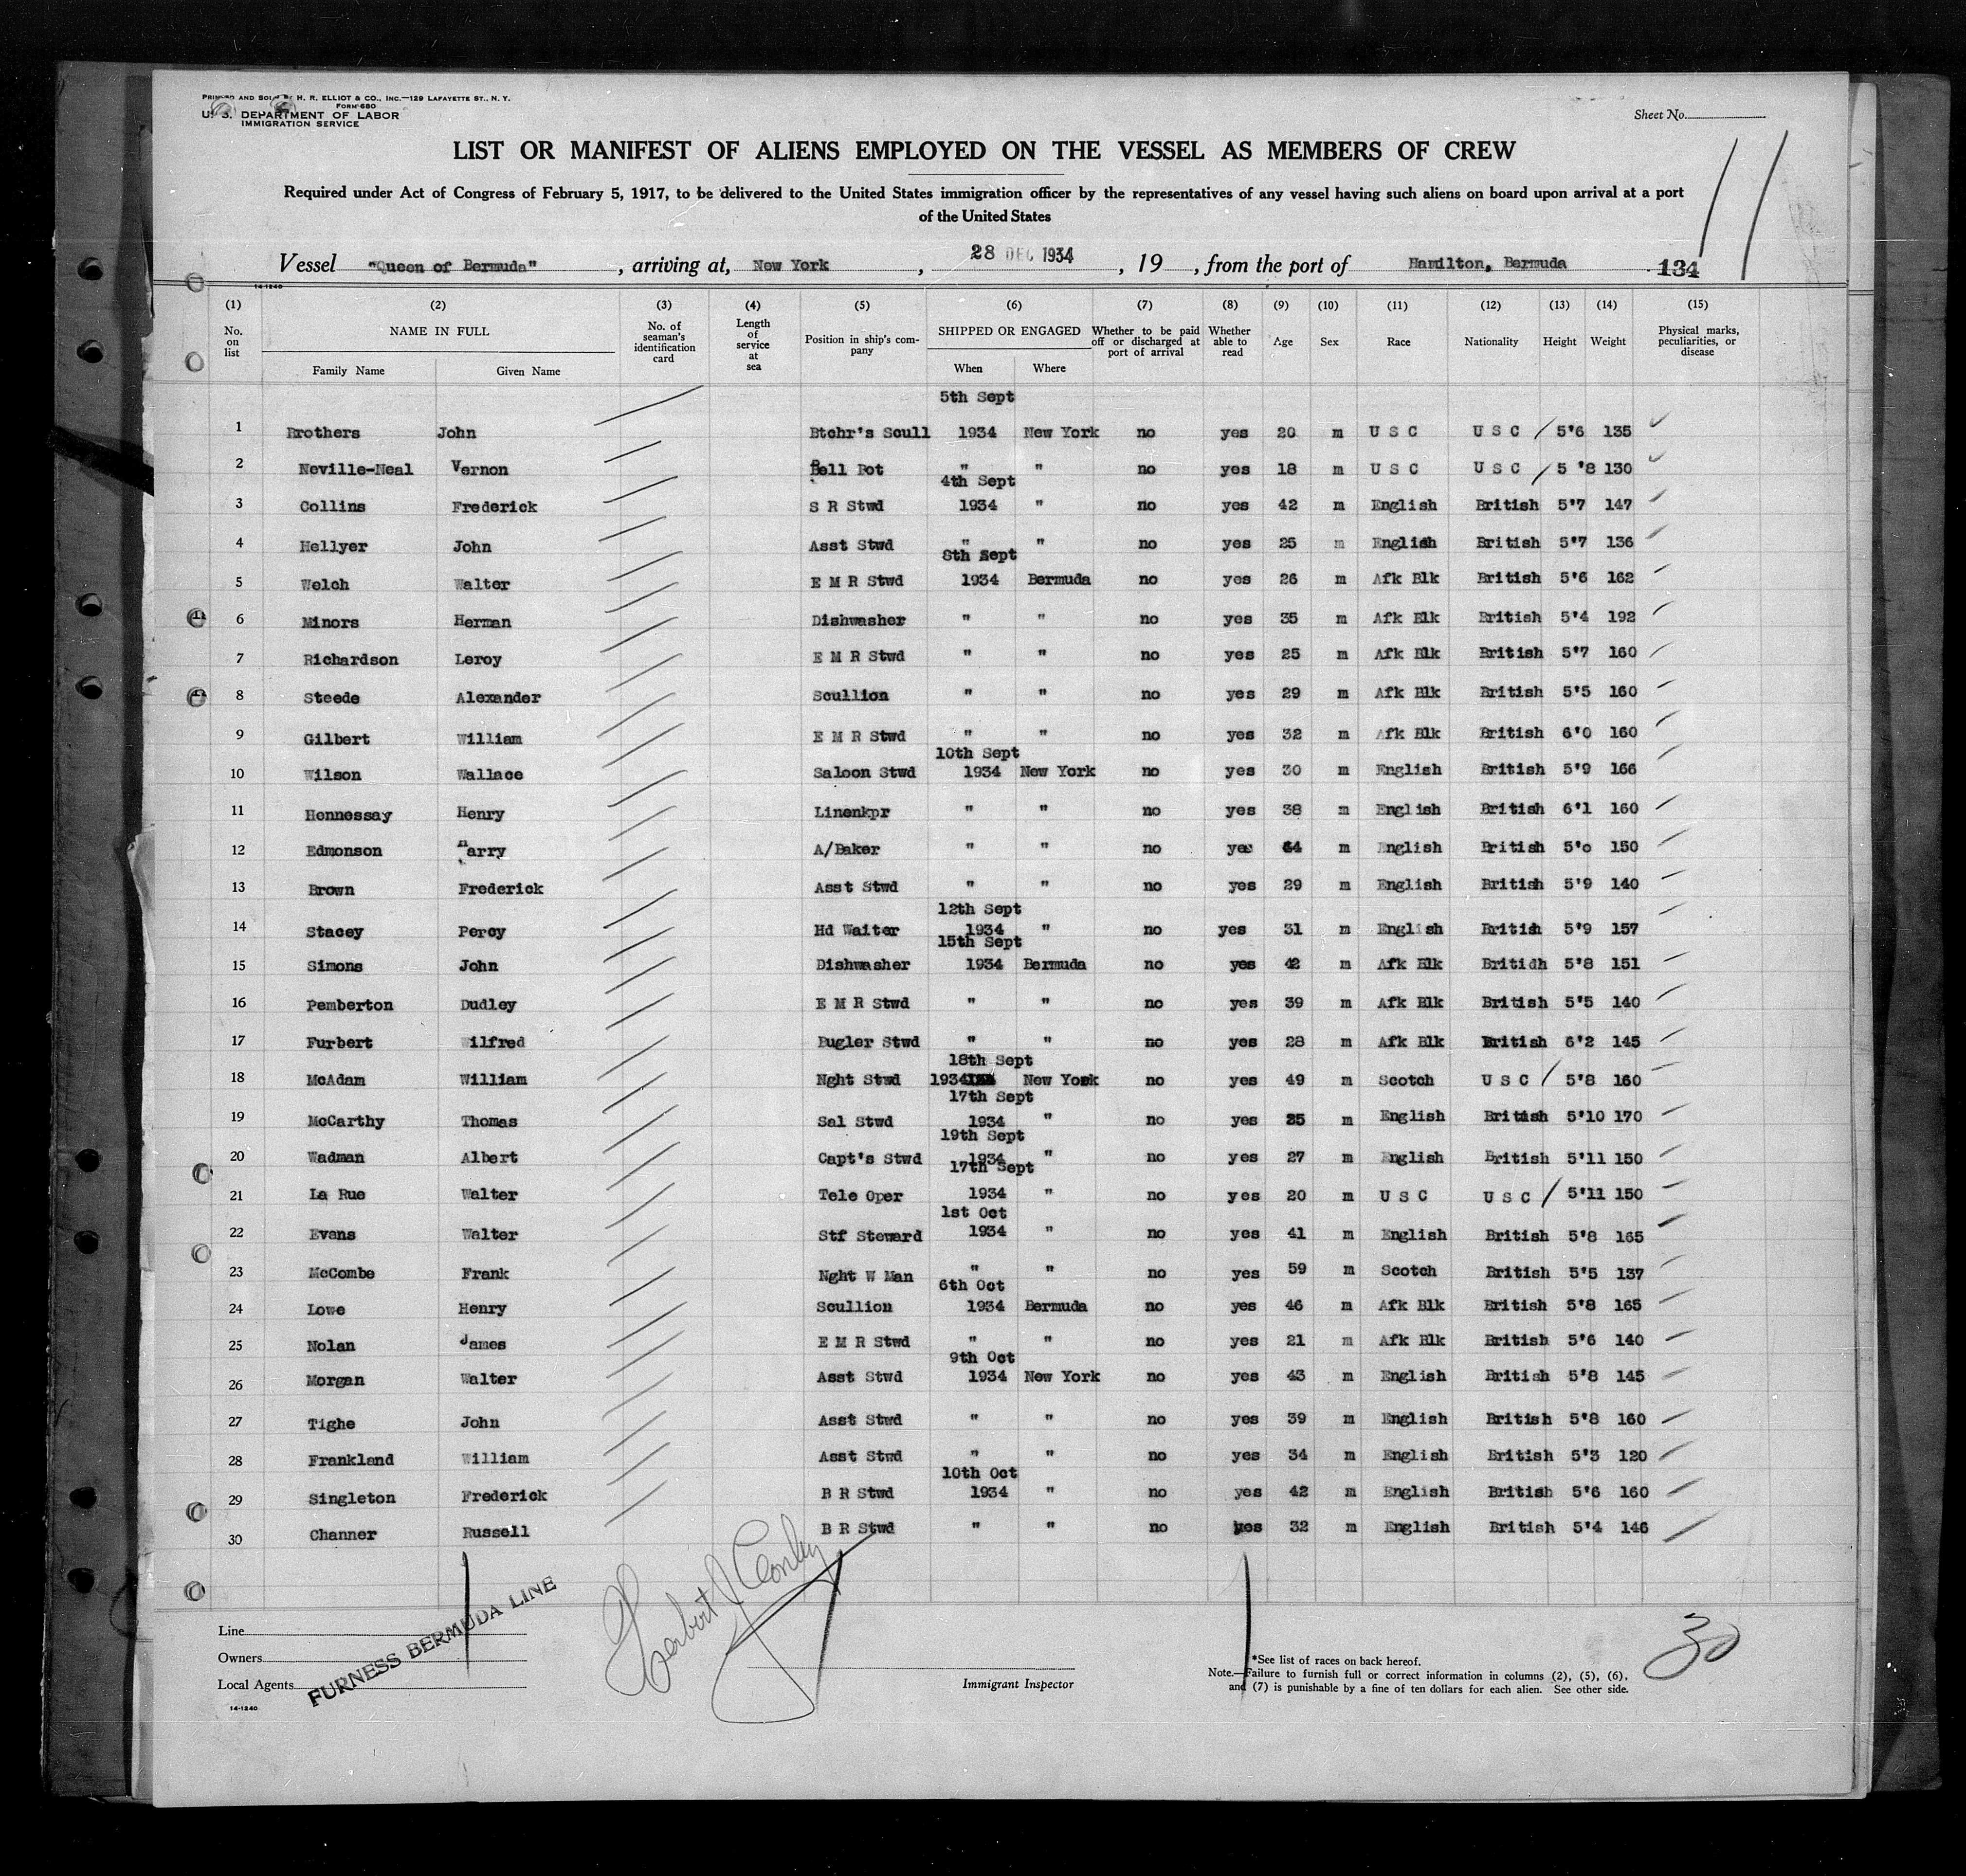 PRINTED AND SOLD BY H. R. ELLIOT & CO., INC.—129 LAFAYETTE ST., N. Y.
FORM 680
U. S. DEPARTMENT OF LABOR
IMMIGRATION SERVICE
Sheet No.
LIST OR MANIFEST OF ALIENS EMPLOYED ON THE VESSEL AS MEMBERS OF CREW
Required under Act of Congress of February 5, 1917, to be delivered to the United States immigration officer by the representatives of any vessel having such aliens on board upon arrival at a port
of the United States
Vessel "Queen of Bermuda", arriving at, New York, 28 DEC 1934, 19 , from the port of Hamilton, Bermuda 134
14-1240
(1) (2) (3) (4) (5) (6) (7) (8) (9) (10) (11) (12) (13) (14) (15)
No. on list NAME IN FULL Family Name Given Name No. of seaman's identification card Length of service at sea Position in ship's company SHIPPED OR ENGAGED When Where Whether to be paid off or discharged at port of arrival Whether able to read Age Sex Race Nationality Height Weight Physical marks, peculiarities, or disease
5th Sept
1 Brothers John Btchr's Scull 1934 New York no yes 20 m U S C U S C 5'6 135
2 Neville-Neal Vernon Bell Bot " " no yes 18 m U S C U S C 5 '8 130
4th Sept
3 Collins Frederick S R Stwd 1934 " no yes 42 m English British 5'7 147
4 Hellyer John Asst Stwd " " no yes 25 m English British 5'7 136
8th Sept
5 Welch Walter E M R Stwd 1934 Bermuda no yes 26 m Afk Blk British 5'6 162
6 Minors Herman Dishwasher " " no yes 35 m Afk Blk British 5'4 192
7 Richardson Leroy E M R Stwd " " no yes 25 m Afk Blk British 5'7 160
8 Steede Alexander Scullion " " no yes 29 m Afk Blk British 5'5 160
9 Gilbert William E M R Stwd " " no yes 32 m Afk Blk British 6'0 160
10th Sept
10 Wilson Wallace Saloon Stwd 1934 New York no yes 30 m English British 5'9 166
11 Hennessay Henry Linenkpr " " no yes 38 m English British 6'1 160
12 Edmonson Harry A/Baker " " no yes 64 m English British 5'0 150
13 Brown Frederick Asst Stwd " " no yes 29 m English British 5'9 140
12th Sept
14 Stacey Percy Hd Waiter 1934 " no yes 31 m English British 5'9 157
15th Sept
15 Simons John Dishwasher 1934 Bermuda no yes 42 m Afk Blk Britidh 5'8 151
16 Pemberton Dudley E M R Stwd " " no yes 39 m Afk Blk British 5'5 140
17 Furbert Wilfred Bugler Stwd " " no yes 28 m Afk Blk British 6'2 145
18th Sept
18 McAdam William Nght Stwd 1934 New York no yes 49 m Scotch U S C 5'8 160
17th Sept
19 McCarthy Thomas Sal Stwd 1934 " no yes 35 m English British 5'10 170
19th Sept
20 Wadman Albert Capt's Stwd 1934 " no yes 27 m English British 5'11 150
17th Sept
21 La Rue Walter Tele Oper 1934 " no yes 20 m U S C U S C 5'11 150
1st Oct
22 Evans Walter Stf Steward 1934 " no yes 41 m English British 5'8 165
23 McCombe Frank Nght W Man " " no yes 59 m Scotch British 5'5 137
6th Oct
24 Lowe Henry Scullion 1934 Bermuda no yes 46 m Afk Blk British 5'8 165
25 Nolan James E M R Stwd " " no yes 21 m Afk Blk British 5'6 140
9th Oct
26 Morgan Walter Asst Stwd 1934 New York no yes 43 m English British 5'8 145
27 Tighe John Asst Stwd " " no yes 39 m English British 5'8 160
28 Frankland William Asst Stwd " " no yes 34 m English British 5'3 120
10th Oct
29 Singleton Frederick B R Stwd 1934 " no yes 42 m English British 5'6 160
30 Channer Russell B R Stwd " " no yes 32 m English British 5'4 146
Line
Owners
Local Agents
FURNESS BERMUDA LINE
14-1240
Herbert J Conley
Immigrant Inspector
*See list of races on back hereof.
Note.—Failure to furnish full or correct information in columns (2), (5), (6),
and (7) is punishable by a fine of ten dollars for each alien. See other side.
30